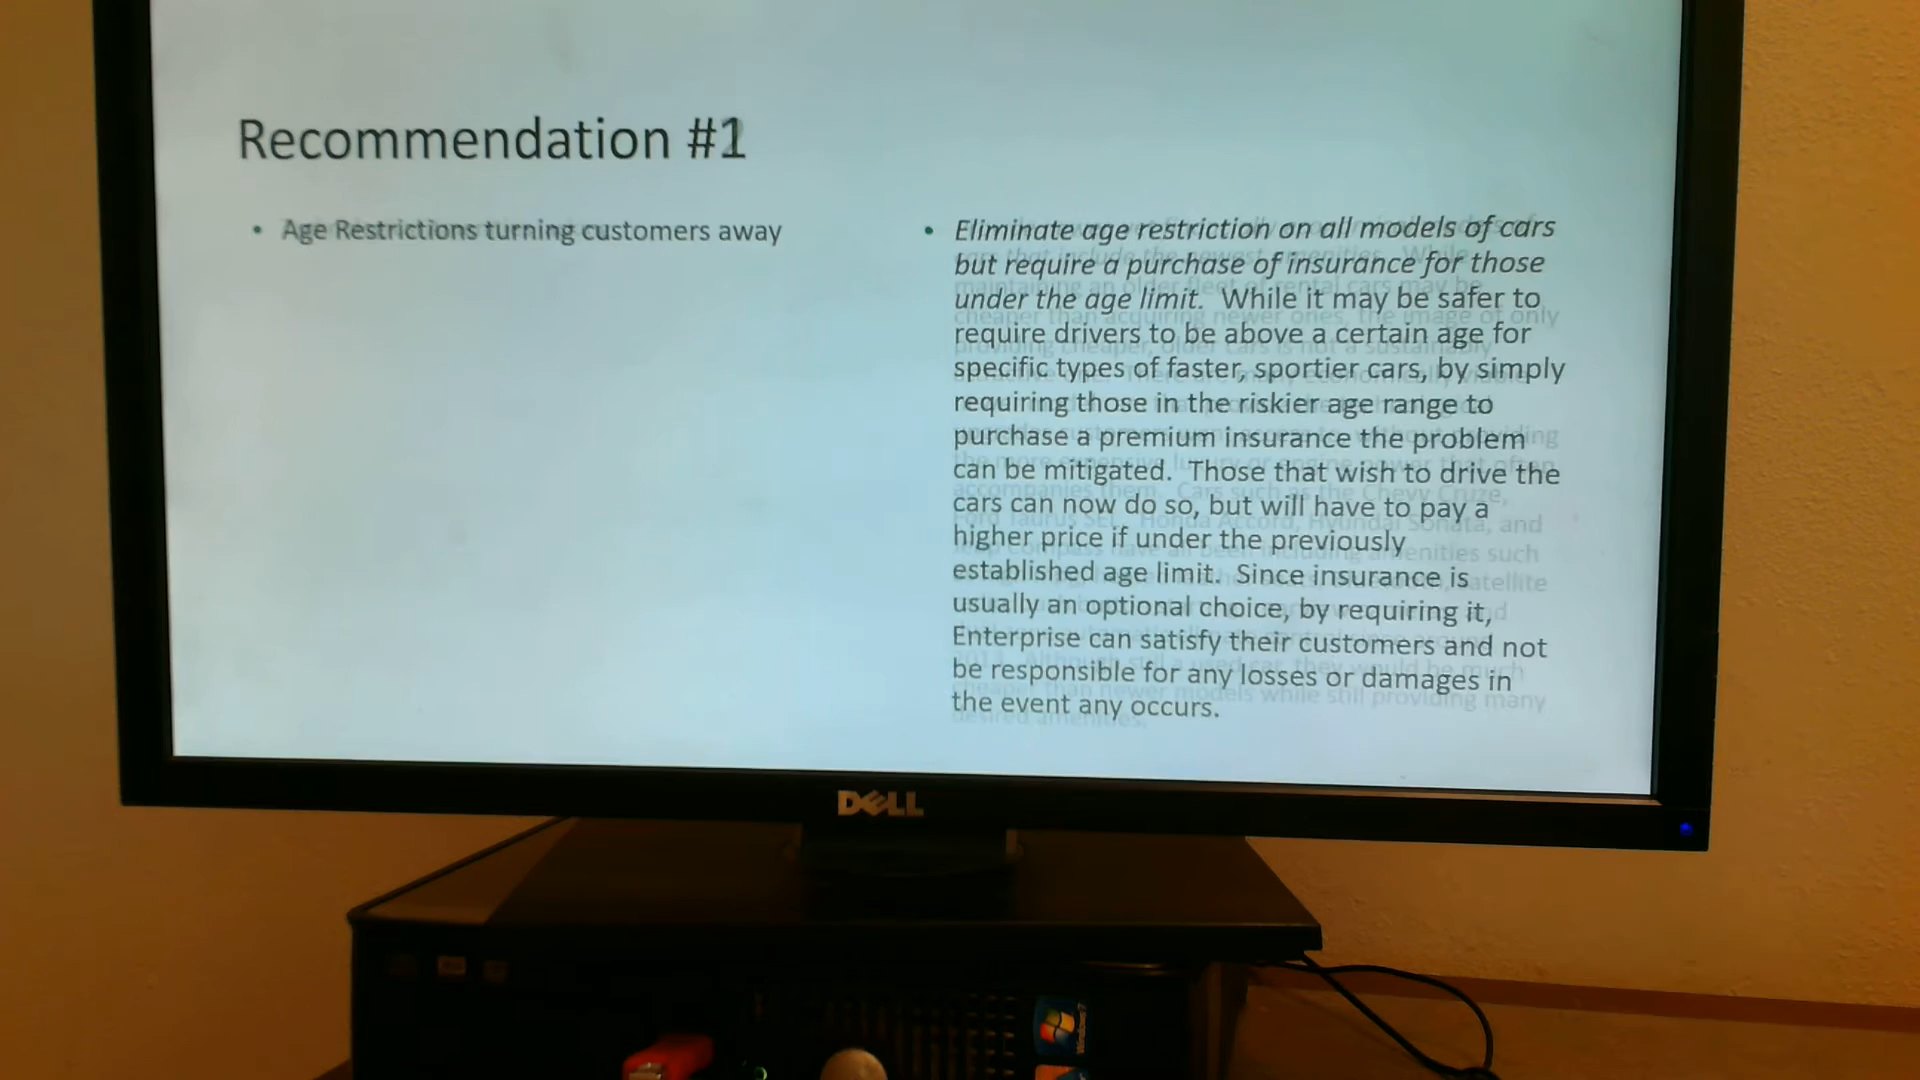 Recommendation #1
• Age Restrictions turning customers away
• Eliminate age restriction on all models of cars
but require a purchase of insurance for those
under the age limit. While it may be safer to
require drivers to be above a certain age for
specific types of faster, sportier cars, by simply
requiring those in the riskier age range to
purchase a premium insurance the problem
can be mitigated. Those that wish to drive the
cars can now do so, but will have to pay a
higher price if under the previously
established age limit. Since insurance is
usually an optional choice, by requiring it,
Enterprise can satisfy their customers and not
be responsible for any losses or damages in
the event any occurs.
DELL
Windows 7